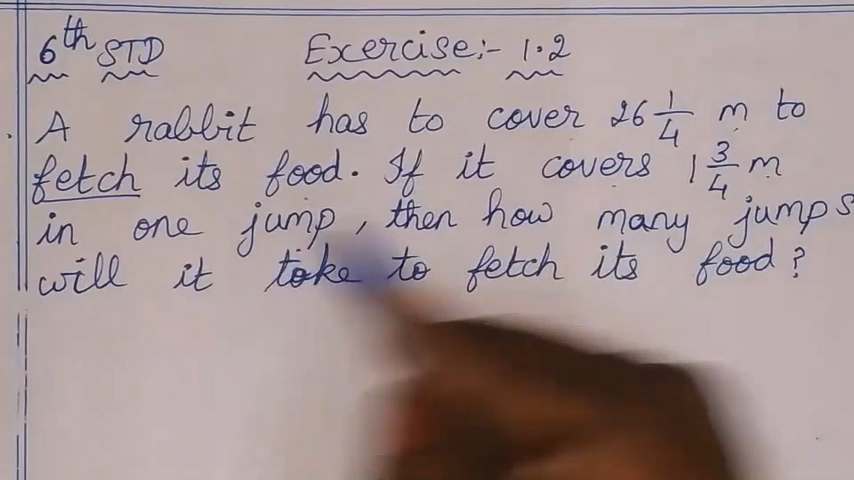 6th STD Exercise:- 1.2
A rabbit has to cover 26 1/4 m to
fetch its food. If it covers 1 3/4 m
in one jump, then how many jumps
will it take to fetch its food?